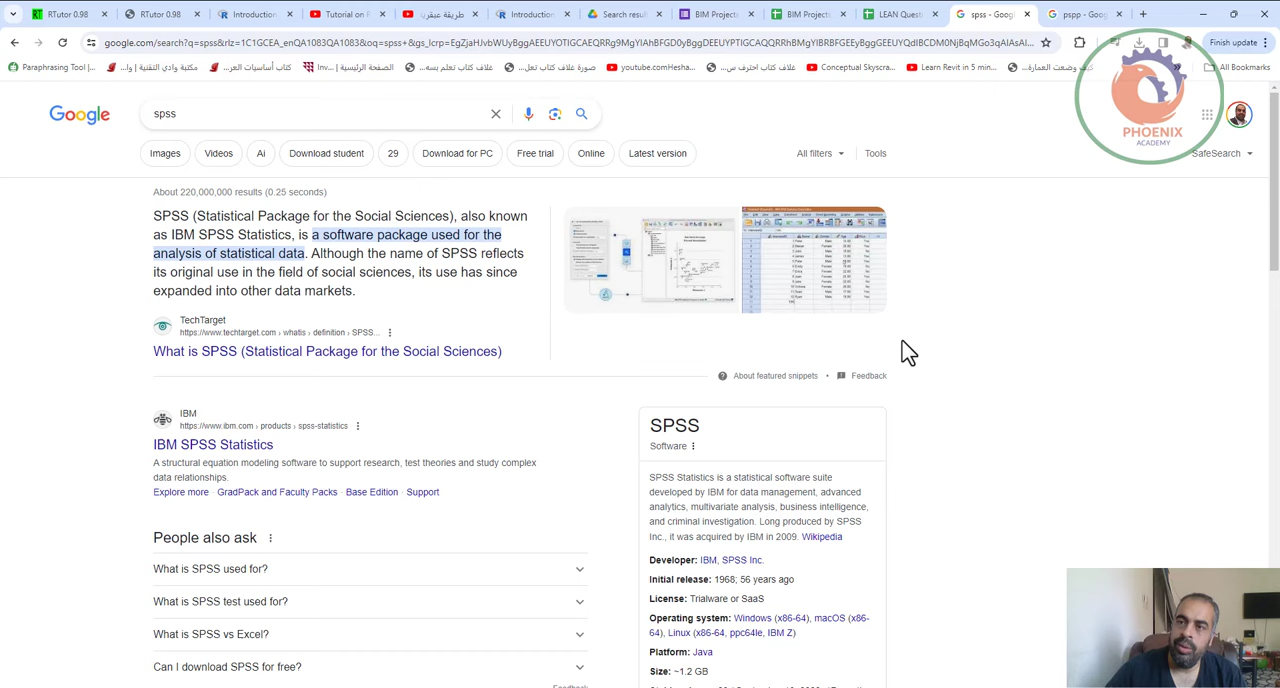 RTutor 0.98
RTutor 0.98
Introduction
Tutorial on F
طريقة عبقرية
Introduction
Search resul
BIM Projects
BIM Projects
LEAN Questi
spss - Googl
pspp - Goog
google.com/search?q=spss&rlz=1C1GCEA_enQA1083QA1083&oq=spss+&gs_lcr
Finish update
Paraphrasing Tool |...
مكتبة واذي التقنية | وا...
كتاب أساسيات العر...
Inv...
الصفحة الرئيسية | ...
صورة غلاف كتاب تعل...
youtube.com/Hesha...
غلاف كتاب احترف س...
Conceptual Skyscra...
Learn Revit in 5 min...
كيف وضعت العمارة...
All Bookmarks
PHOENIX
ACADEMY
Google
spss
Images
Videos
Ai
Download student
29
Download for PC
Free trial
Online
Latest version
All filters
Tools
SafeSearch
About 220,000,000 results (0.25 seconds)
SPSS (Statistical Package for the Social Sciences), also known
as IBM SPSS Statistics, is a software package used for the
analysis of statistical data. Although the name of SPSS reflects
its original use in the field of social sciences, its use has since
expanded into other data markets.
TechTarget
https://www.techtarget.com › whatis › definition › SPSS...
What is SPSS (Statistical Package for the Social Sciences)
About featured snippets • Feedback
IBM
https://www.ibm.com › products › spss-statistics
IBM SPSS Statistics
A structural equation modeling software to support research, test theories and study complex
data relationships.
Explore more · GradPack and Faculty Packs · Base Edition · Support
People also ask
What is SPSS used for?
What is SPSS test used for?
What is SPSS vs Excel?
Can I download SPSS for free?
Feedback
SPSS
Software
SPSS Statistics is a statistical software suite
developed by IBM for data management, advanced
analytics, multivariate analysis, business intelligence,
and criminal investigation. Long produced by SPSS
Inc., it was acquired by IBM in 2009. Wikipedia
Developer: IBM, SPSS Inc.
Initial release: 1968; 56 years ago
License: Trialware or SaaS
Operating system: Windows (x86-64), macOS (x86-
64), Linux (x86-64, ppc64le, IBM Z)
Platform: Java
Size: ~1.2 GB